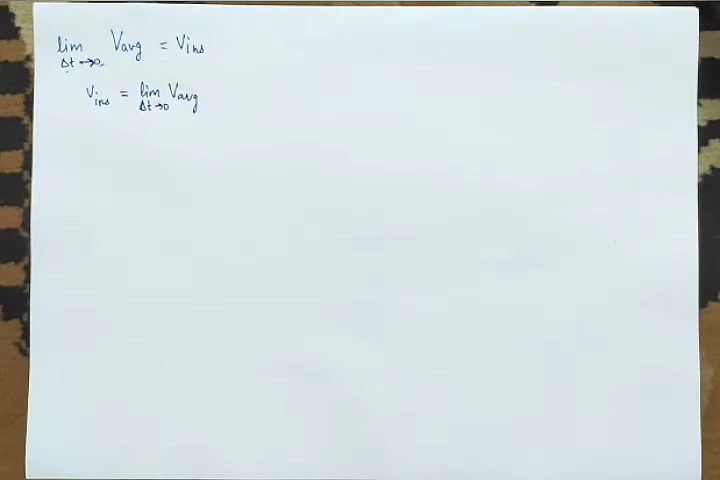 lim Vavg = Vins
Δt→0
Vins = lim Vavg
Δt→0